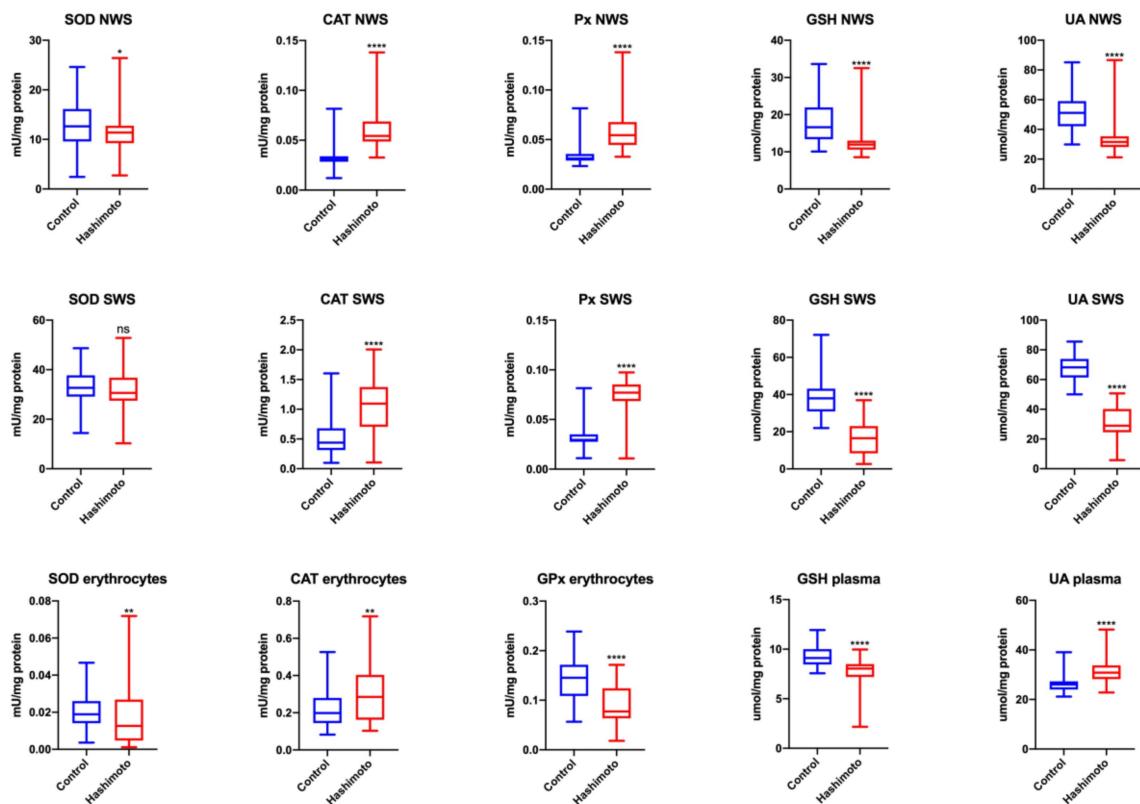 SOD NWS
mU/mg protein
30
20
10
0
*
Control
Hashimoto
CAT NWS
mU/mg protein
0.15
0.10
0.05
0.00
****
Control
Hashimoto
Px NWS
mU/mg protein
0.15
0.10
0.05
0.00
****
Control
Hashimoto
GSH NWS
umol/mg protein
40
30
20
10
0
****
Control
Hashimoto
UA NWS
umol/mg protein
100
80
60
40
20
0
****
Control
Hashimoto
SOD SWS
mU/mg protein
60
40
20
0
ns
Control
Hashimoto
CAT SWS
mU/mg protein
2.5
2.0
1.5
1.0
0.5
0.0
****
Control
Hashimoto
Px SWS
mU/mg protein
0.15
0.10
0.05
0.00
****
Control
Hashimoto
GSH SWS
umol/mg protein
80
60
40
20
0
****
Control
Hashimoto
UA SWS
umol/mg protein
100
80
60
40
20
0
****
Control
Hashimoto
SOD erythrocytes
mU/mg protein
0.08
0.06
0.04
0.02
0.00
**
Control
Hashimoto
CAT erythrocytes
mU/mg protein
0.8
0.6
0.4
0.2
0.0
**
Control
Hashimoto
GPx erythrocytes
mU/mg protein
0.3
0.2
0.1
0.0
****
Control
Hashimoto
GSH plasma
umol/mg protein
15
10
5
0
****
Control
Hashimoto
UA plasma
umol/mg protein
60
40
20
0
****
Control
Hashimoto